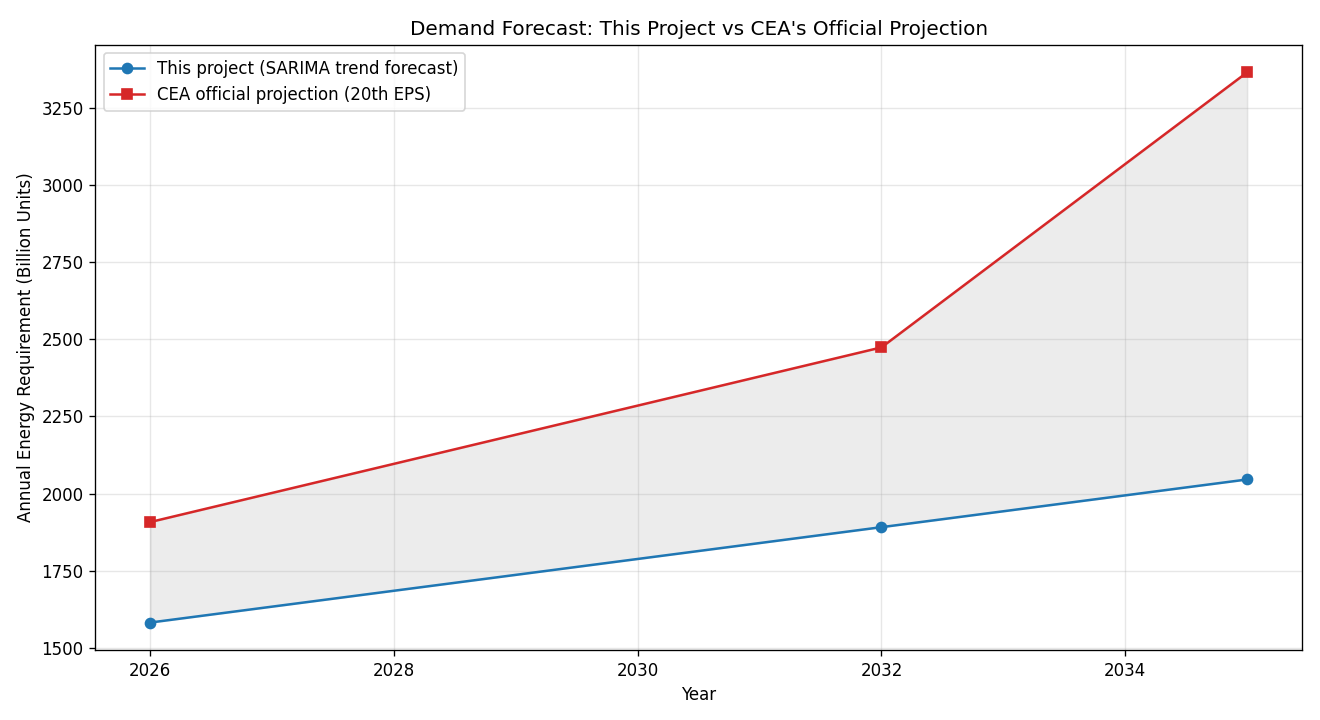 Demand Forecast: This Project vs CEA's Official Projection
This project (SARIMA trend forecast)
CEA official projection (20th EPS)
Annual Energy Requirement (Billion Units)
3250
3000
2750
2500
2250
2000
1750
1500
2026
2028
2030
2032
2034
Year